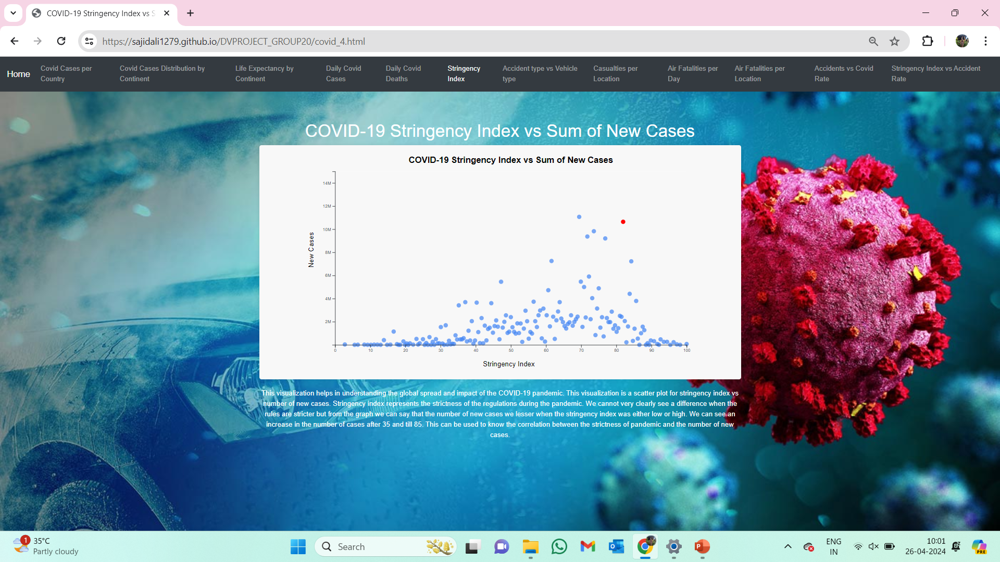 COVID-19 Stringency Index vs S
https://sajidali1279.github.io/DVPROJECT_GROUP20/covid_4.html
Home
Covid Cases per
Country
Covid Cases Distribution by
Continent
Life Expectancy by
Continent
Daily Covid
Cases
Daily Covid
Deaths
Stringency
Index
Accident type vs Vehicle
type
Casualties per
Location
Air Fatalities per
Day
Air Fatalities per
Location
Accidents vs Covid
Rate
Stringency Index vs Accident
Rate
COVID-19 Stringency Index vs Sum of New Cases
COVID-19 Stringency Index vs Sum of New Cases
14M
12M
10M
8M
6M
4M
2M
New Cases
0 10 20 30 40 50 60 70 80 90 100
Stringency Index
This visualization helps in understanding the global spread and impact of the COVID-19 pandemic. This visualization is a scatter plot for stringency index vs
number of new cases. Stringency index represents the strictness of the regulations during the pandemic. We cannot very clearly see a difference when the
rules are stricter but from the graph we can say that the number of new cases we lesser when the stringency index was either low or high. We can see an
increase in the number of cases after 35 and till 85. This can be used to know the correlation between the strictness of pandemic and the number of new
cases.
1
35°C
Partly cloudy
Search
P
ENG
IN
10:01
26-04-2024
PRE